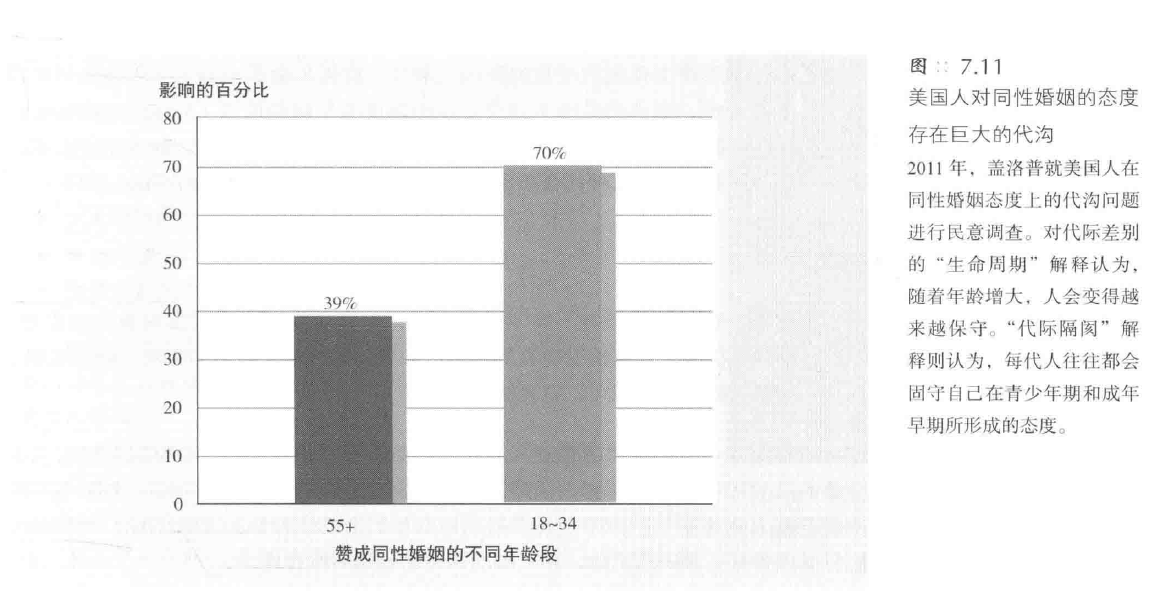 影响的百分比
80
70
60
50
40
30
20
10
0
39%
70%
55+
18~34
赞成同性婚姻的不同年龄段
图 :: 7.11
美国人对同性婚姻的态度
存在巨大的代沟
2011 年，盖洛普就美国人在
同性婚姻态度上的代沟问题
进行民意调查。对代际差别
的“生命周期”解释认为，
随着年龄增大，人会变得越
来越保守。“代际隔阂”解
释则认为，每代人往往都会
固守自己在青少年期和成年
早期所形成的态度。